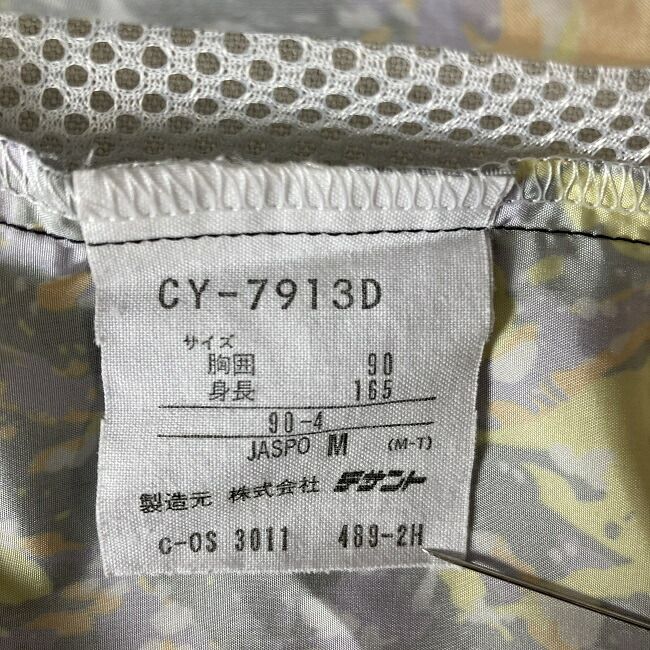 CY-7913D
サイズ
胸囲 90
身長 165
90-4
JASPO M (M-T)
製造元 株式会社 デサント
C-OS 3011 489-2H